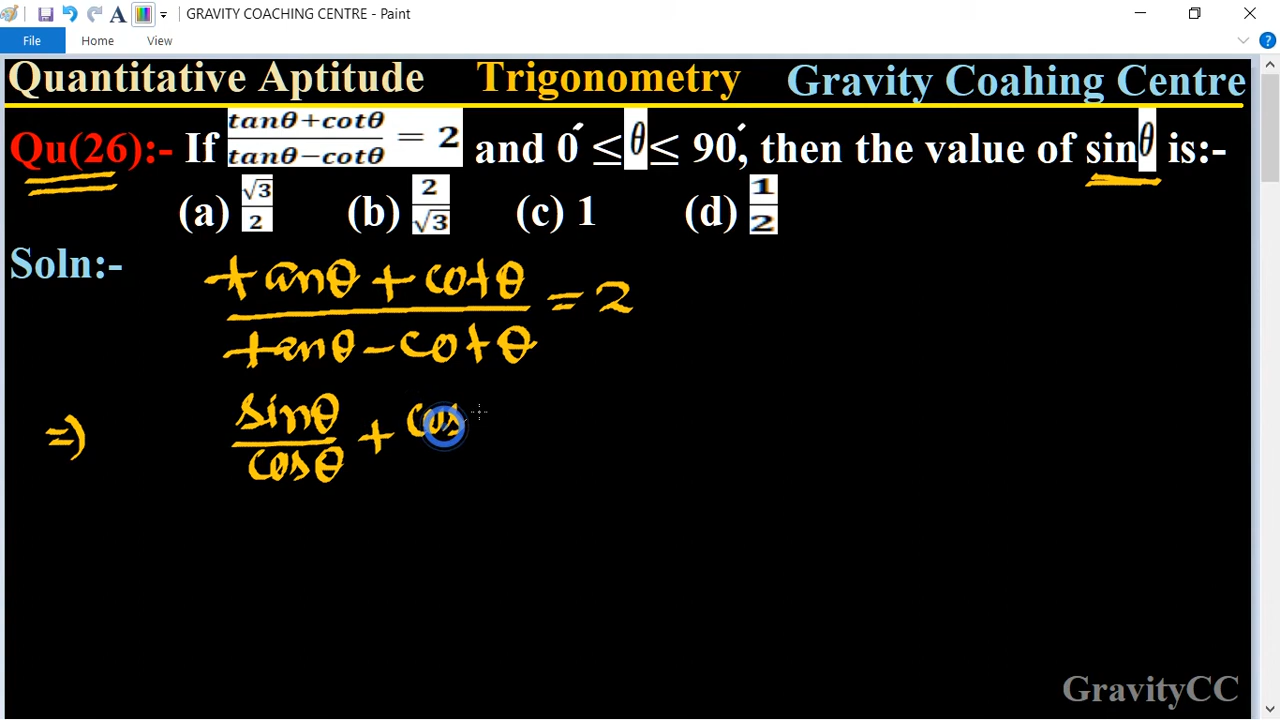 GRAVITY COACHING CENTRE - Paint
File Home View
Quantitative Aptitude Trigonometry Gravity Coahing Centre
Qu(26):- If (tanθ+cotθ)/(tanθ−cotθ) = 2 and 0° ≤ θ ≤ 90°, then the value of sinθ is:-
(a) √3/2 (b) 2/√3 (c) 1 (d) 1/2
Soln:- (tanθ + cotθ)/(tanθ − cotθ) = 2
⇒ sinθ/cosθ + cos
GravityCC